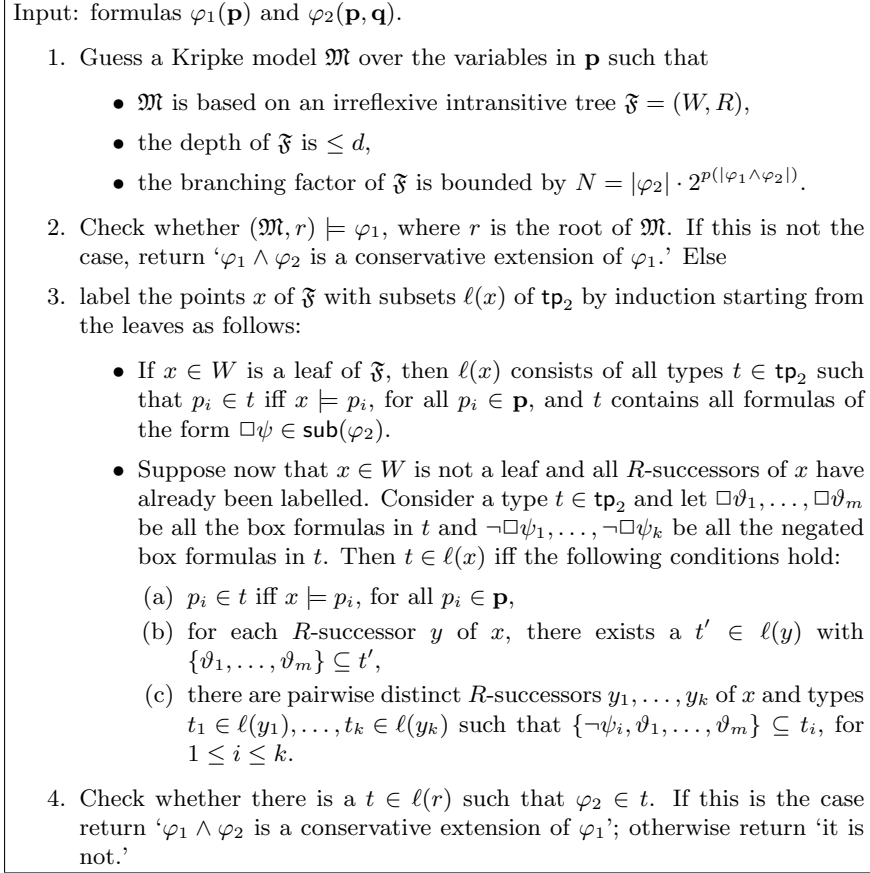 Input: formulas φ₁(𝐩) and φ₂(𝐩, 𝐪).
1. Guess a Kripke model 𝔐 over the variables in 𝐩 such that
• 𝔐 is based on an irreflexive intransitive tree 𝔉 = (W, R),
• the depth of 𝔉 is ≤ d,
• the branching factor of 𝔉 is bounded by N = |φ₂| · 2^{p(|φ₁∧φ₂|)}.
2. Check whether (𝔐, r) ⊨ φ₁, where r is the root of 𝔐. If this is not the
case, return ‘φ₁ ∧ φ₂ is a conservative extension of φ₁.’ Else
3. label the points x of 𝔉 with subsets ℓ(x) of tp₂ by induction starting from
the leaves as follows:
• If x ∈ W is a leaf of 𝔉, then ℓ(x) consists of all types t ∈ tp₂ such
that pᵢ ∈ t iff x ⊨ pᵢ, for all pᵢ ∈ 𝐩, and t contains all formulas of
the form □ψ ∈ sub(φ₂).
• Suppose now that x ∈ W is not a leaf and all R-successors of x have
already been labelled. Consider a type t ∈ tp₂ and let □ϑ₁, . . . , □ϑₘ
be all the box formulas in t and ¬□ψ₁, . . . , ¬□ψₖ be all the negated
box formulas in t. Then t ∈ ℓ(x) iff the following conditions hold:
(a) pᵢ ∈ t iff x ⊨ pᵢ, for all pᵢ ∈ 𝐩,
(b) for each R-successor y of x, there exists a t′ ∈ ℓ(y) with
{ϑ₁, . . . , ϑₘ} ⊆ t′,
(c) there are pairwise distinct R-successors y₁, . . . , yₖ of x and types
t₁ ∈ ℓ(y₁), . . . , tₖ ∈ ℓ(yₖ) such that {¬ψᵢ, ϑ₁, . . . , ϑₘ} ⊆ tᵢ, for
1 ≤ i ≤ k.
4. Check whether there is a t ∈ ℓ(r) such that φ₂ ∈ t. If this is the case
return ‘φ₁ ∧ φ₂ is a conservative extension of φ₁’; otherwise return ‘it is
not.’